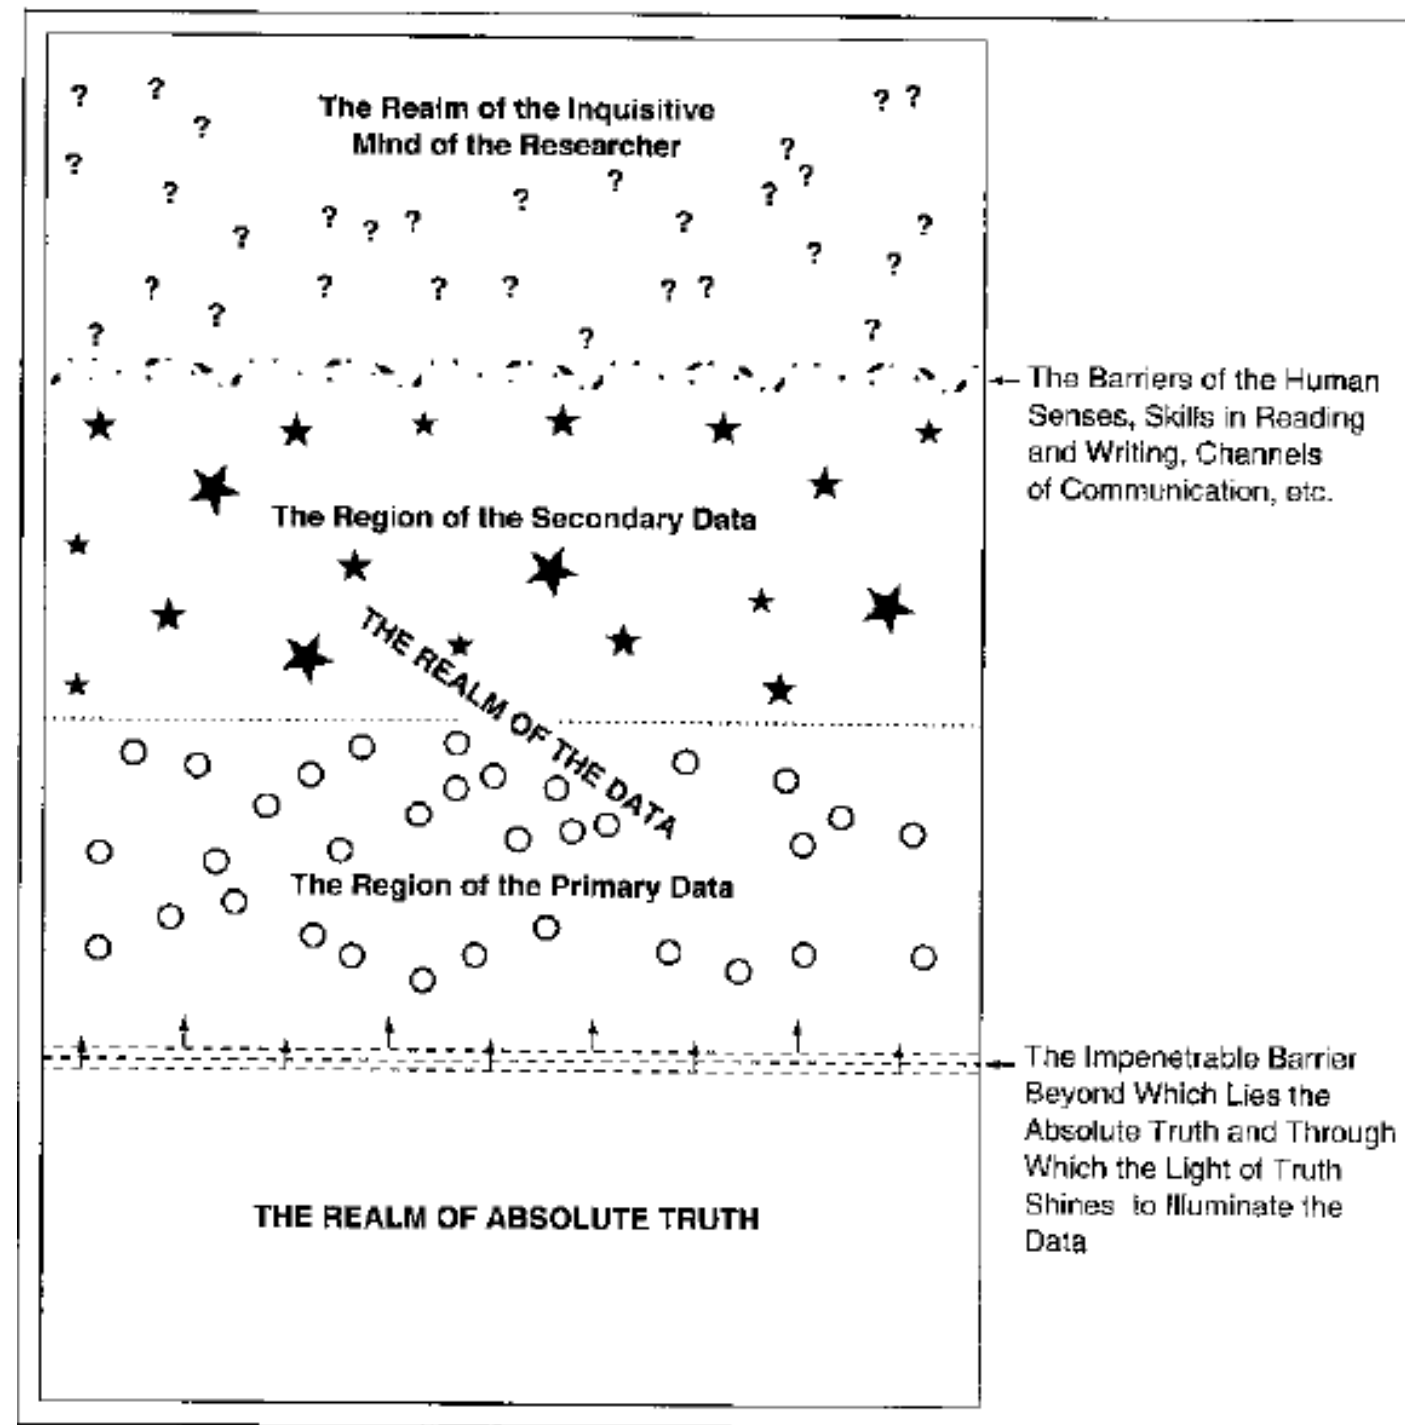 ? ? ? ?
The Realm of the Inquisitive
?
Mind of the Researcher
? ? ?
? ? ? ?
? ? ? ? ? ?
? ? ?
? ? ? ? ? ?
? ? ? ?
The Barriers of the Human
Senses, Skills in Reading
and Writing, Channels
of Communication, etc.
The Region of the Secondary Data
THE REALM OF THE DATA
The Region of the Primary Data
The Impenetrable Barrier
Beyond Which Lies the
Absolute Truth and Through
Which the Light of Truth
Shines to Illuminate the
Data
THE REALM OF ABSOLUTE TRUTH